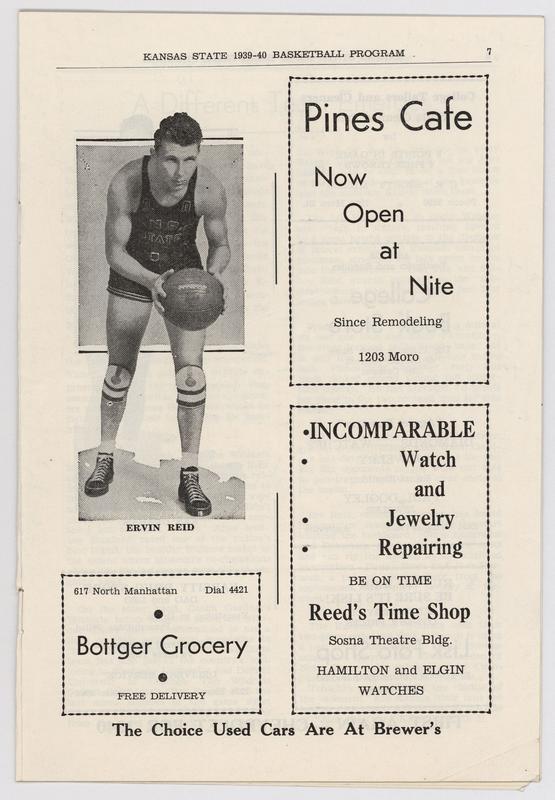 KANSAS STATE 1939-40 BASKETBALL PROGRAM 7
ERVIN REID
617 North Manhattan Dial 4421
Bottger Grocery
FREE DELIVERY
Pines Cafe
Now
Open
at
Nite
Since Remodeling
1203 Moro
•INCOMPARABLE
• Watch
and
• Jewelry
• Repairing
BE ON TIME
Reed's Time Shop
Sosna Theatre Bldg.
HAMILTON and ELGIN
WATCHES
The Choice Used Cars Are At Brewer's